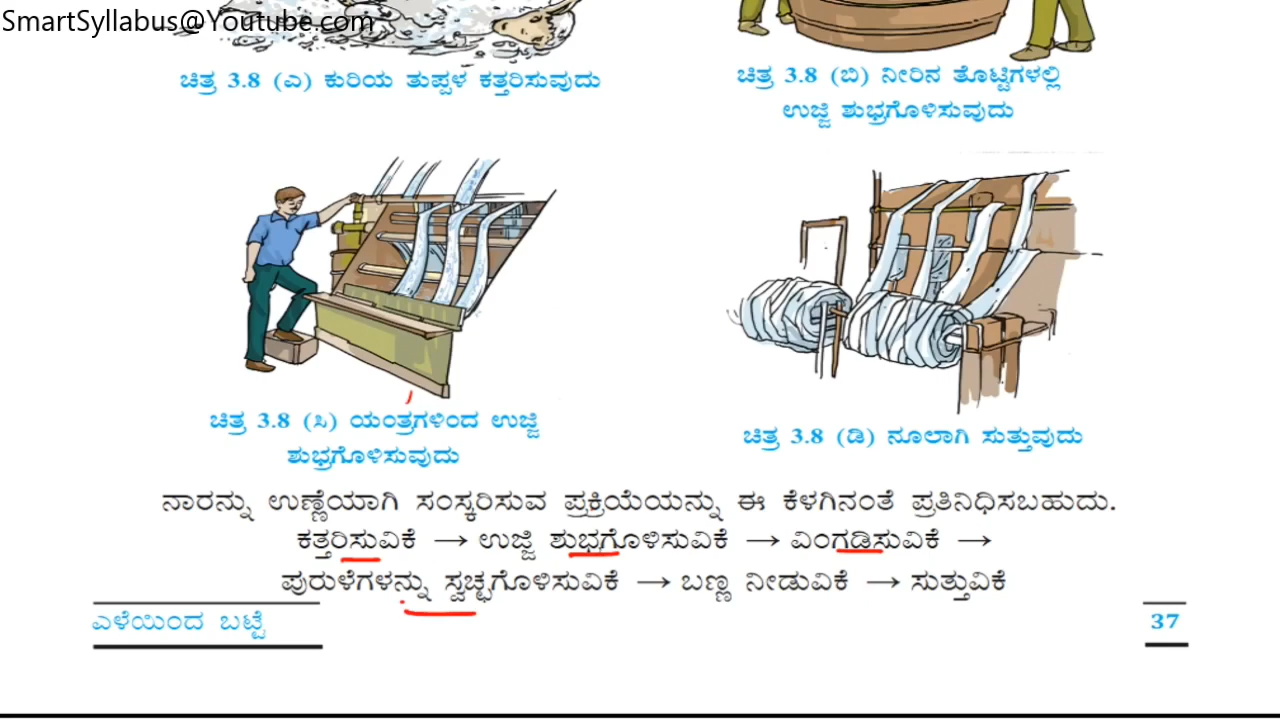 SmartSyllabus@Youtube.com
ಚಿತ್ರ 3.8 (ಎ) ಕುರಿಯ ತುಪ್ಪಳ ಕತ್ತರಿಸುವುದು
ಚಿತ್ರ 3.8 (ಬಿ) ನೀರಿನ ತೊಟ್ಟಿಗಳಲ್ಲಿ
ಉಜ್ಜಿ ಶುಭ್ರಗೊಳಿಸುವುದು
ಚಿತ್ರ 3.8 (ಸಿ) ಯಂತ್ರಗಳಿಂದ ಉಜ್ಜಿ
ಶುಭ್ರಗೊಳಿಸುವುದು
ಚಿತ್ರ 3.8 (ಡಿ) ನೂಲಾಗಿ ಸುತ್ತುವುದು
ನಾರನ್ನು ಉಣ್ಣೆಯಾಗಿ ಸಂಸ್ಕರಿಸುವ ಪ್ರಕ್ರಿಯೆಯನ್ನು ಈ ಕೆಳಗಿನಂತೆ ಪ್ರತಿನಿಧಿಸಬಹುದು.
ಕತ್ತರಿಸುವಿಕೆ → ಉಜ್ಜಿ ಶುಭ್ರಗೊಳಿಸುವಿಕೆ → ವಿಂಗಡಿಸುವಿಕೆ →
ಪುರುಳೆಗಳನ್ನು ಸ್ವಚ್ಛಗೊಳಿಸುವಿಕೆ → ಬಣ್ಣ ನೀಡುವಿಕೆ → ಸುತ್ತುವಿಕೆ
ಎಳೆಯಿಂದ ಬಟ್ಟೆ
37